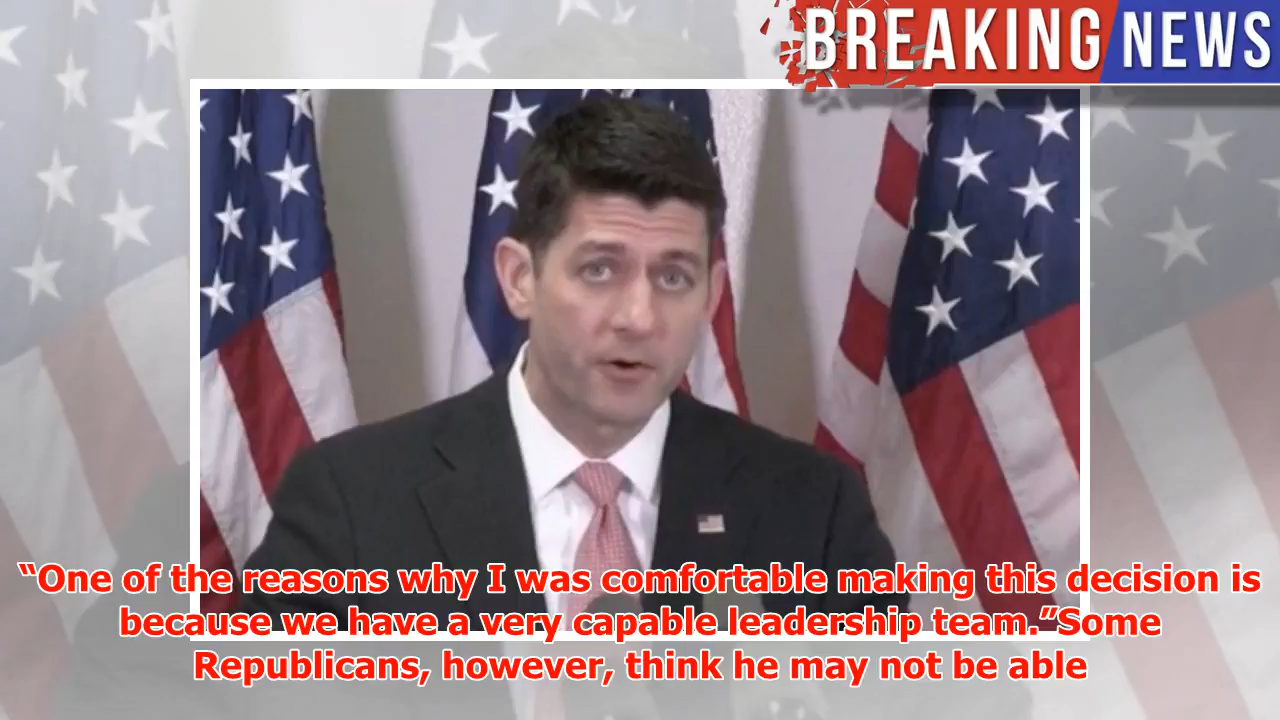 BREAKING NEWS
“One of the reasons why I was comfortable making this decision is
because we have a very capable leadership team.”Some
Republicans, however, think he may not be able